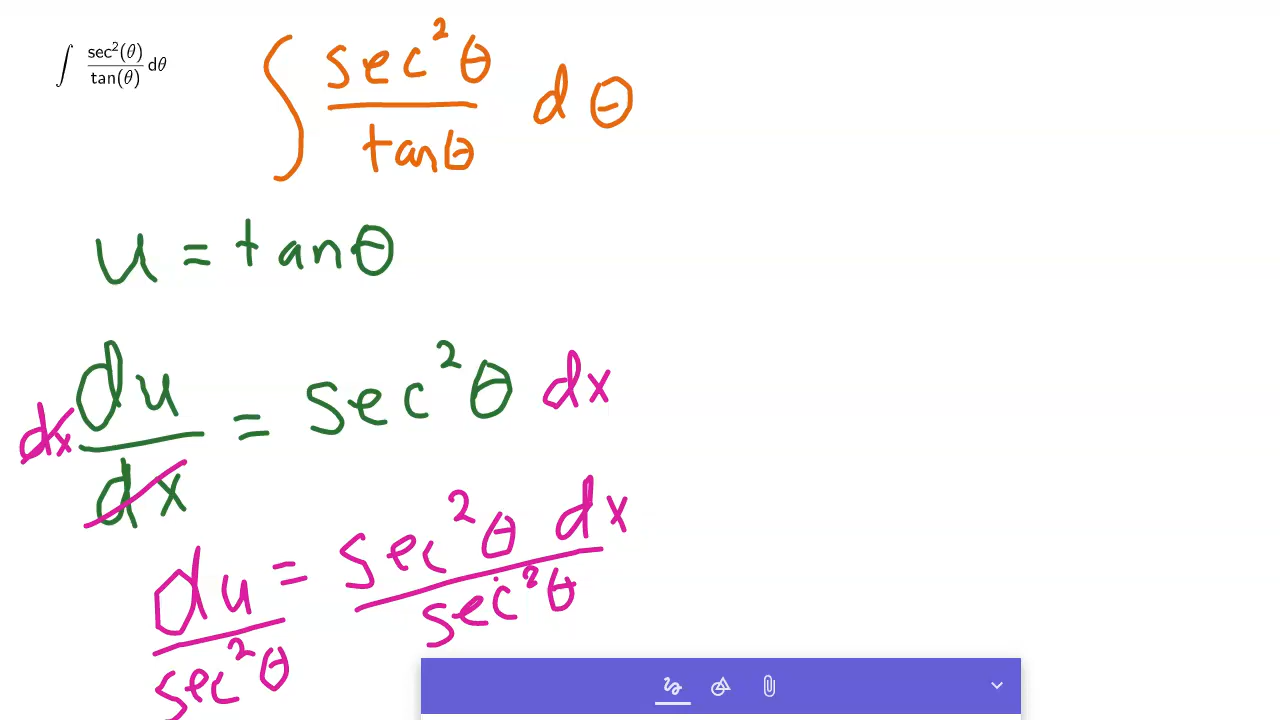 ∫ sec²(θ)/tan(θ) dθ
∫ sec²θ/tanθ dθ
u = tanθ
dx du/dx = sec²θ dx
du/sec²θ = sec²θ dx/sec²θ